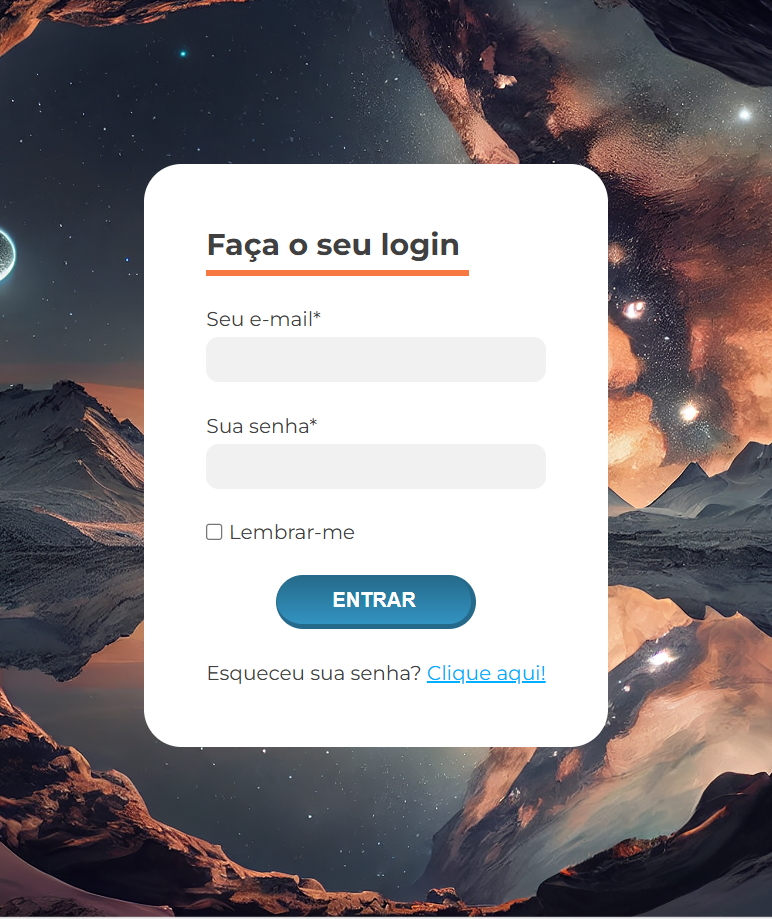 Faça o seu login
Seu e-mail*
Sua senha*
Lembrar-me
ENTRAR
Esqueceu sua senha? Clique aqui!